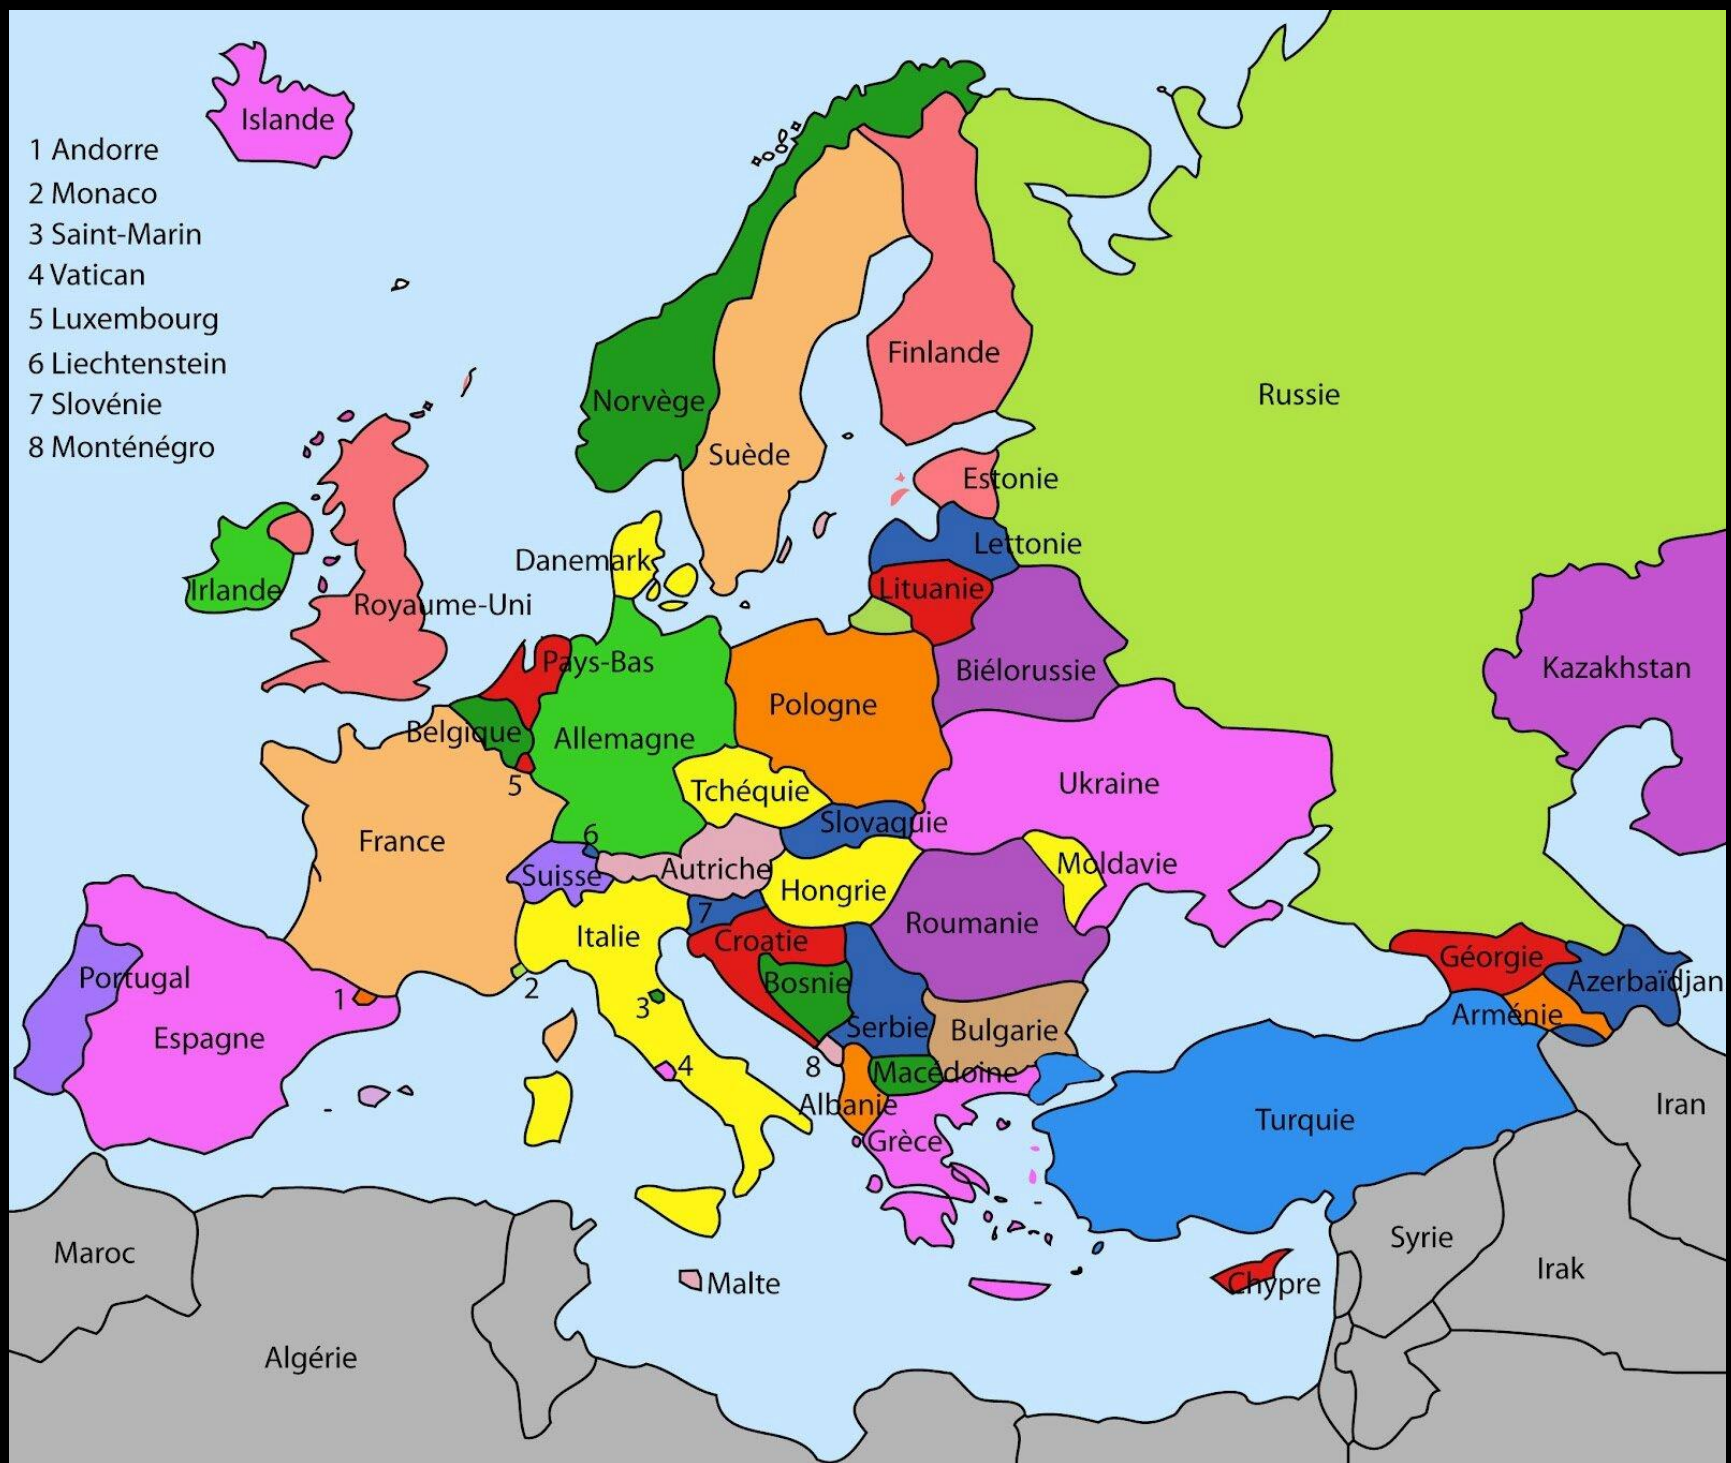 Islande
1 Andorre
2 Monaco
3 Saint-Marin
4 Vatican
5 Luxembourg
6 Liechtenstein
7 Slovénie
8 Monténégro
Finlande
Russie
Norvège
Suède
Estonie
Lettonie
Danemark
Irlande
Lituanie
Royaume-Uni
Pays-Bas
Biélorussie
Kazakhstan
Pologne
Belgique
Allemagne
5
Tchéquie
Ukraine
Slovaquie
6
France
Suisse
Autriche
Moldavie
Hongrie
7
Roumanie
Italie
Croatie
Géorgie
Portugal
Bosnie
Azerbaïdjan
1
2
3
Arménie
Espagne
Serbie
Bulgarie
4
8
Macédoine
Albanie
Iran
Turquie
Grèce
Maroc
Syrie
Irak
Malte
Chypre
Algérie